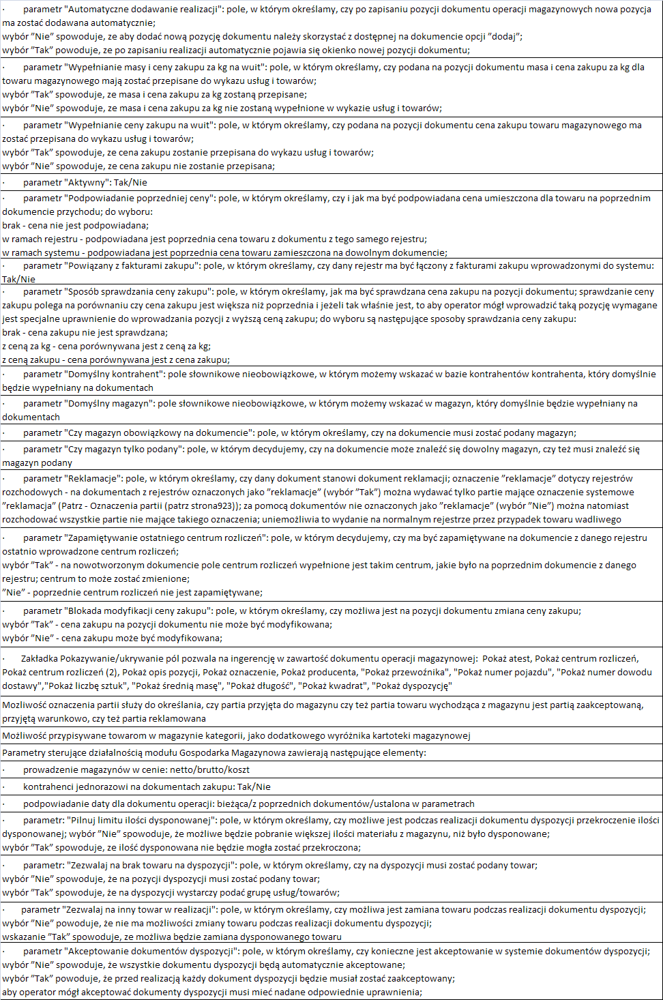 · parametr "Automatyczne dodawanie realizacji": pole, w którym określamy, czy po zapisaniu pozycji dokumentu operacji magazynowych nowa pozycja
ma zostać dodawana automatycznie;
wybór ”Nie” spowoduje, ze aby dodać nową pozycję dokumentu należy skorzystać z dostępnej na dokumencie opcji ”dodaj”;
wybór ”Tak” powoduje, ze po zapisaniu realizacji automatycznie pojawia się okienko nowej pozycji dokumentu;
· parametr "Wypełnianie masy i ceny zakupu za kg na wuit": pole, w którym określamy, czy podana na pozycji dokumentu masa i cena zakupu za kg dla
towaru magazynowego mają zostać przepisane do wykazu usług i towarów;
wybór ”Tak” spowoduje, ze masa i cena zakupu za kg zostaną przepisane;
wybór ”Nie” spowoduje, ze masa i cena zakupu za kg nie zostaną wypełnione w wykazie usług i towarów;
· parametr "Wypełnianie ceny zakupu na wuit": pole, w którym określamy, czy podana na pozycji dokumentu cena zakupu towaru magazynowego ma
zostać przepisana do wykazu usług i towarów;
wybór ”Tak” spowoduje, ze cena zakupu zostanie przepisana do wykazu usług i towarów;
wybór ”Nie” spowoduje, ze cena zakupu nie zostanie przepisana;
· parametr "Aktywny": Tak/Nie
· parametr "Podpowiadanie poprzedniej ceny": pole, w którym określamy, czy i jak ma być podpowiadana cena umieszczona dla towaru na poprzednim
dokumencie przychodu; do wyboru:
brak - cena nie jest podpowiadana;
w ramach rejestru - podpowiadana jest poprzednia cena towaru z dokumentu z tego samego rejestru;
w ramach systemu - podpowiadana jest poprzednia cena towaru zamieszczona na dowolnym dokumencie;
· parametr "Powiązany z fakturami zakupu": pole, w którym określamy, czy dany rejestr ma być łączony z fakturami zakupu wprowadzonymi do systemu:
Tak/Nie
· parametr "Sposób sprawdzania ceny zakupu": pole, w którym określamy, jak ma być sprawdzana cena zakupu na pozycji dokumentu; sprawdzanie ceny
zakupu polega na porównaniu czy cena zakupu jest większa niż poprzednia i jeżeli tak właśnie jest, to aby operator mógł wprowadzić taką pozycję wymagane
jest specjalne uprawnienie do wprowadzania pozycji z wyższą ceną zakupu; do wyboru są następujące sposoby sprawdzania ceny zakupu:
brak - cena zakupu nie jest sprawdzana;
z ceną za kg - cena porównywana jest z ceną za kg;
z ceną zakupu - cena porównywana jest z cena zakupu;
· parametr "Domyślny kontrahent": pole słownikowe nieobowiązkowe, w którym możemy wskazać w bazie kontrahentów kontrahenta, który domyślnie
będzie wypełniany na dokumentach
· parametr "Domyślny magazyn": pole słownikowe nieobowiązkowe, w którym możemy wskazać w magazyn, który domyślnie będzie wypełniany na
dokumentach
· parametr "Czy magazyn obowiązkowy na dokumencie": pole, w którym określamy, czy na dokumencie musi zostać podany magazyn;
· parametr "Czy magazyn tylko podany": pole, w którym decydujemy, czy na dokumencie może znaleźć się dowolny magazyn, czy też musi znaleźć się
magazyn podany
· parametr "Reklamacje": pole, w którym określamy, czy dany dokument stanowi dokument reklamacji; oznaczenie ”reklamacje” dotyczy rejestrów
rozchodowych - na dokumentach z rejestrów oznaczonych jako ”reklamacje” (wybór ”Tak”) można wydawać tylko partie mające oznaczenie systemowe
”reklamacja” (Patrz - Oznaczenia partii (patrz strona923)); za pomocą dokumentów nie oznaczonych jako ”reklamacje” (wybór ”Nie”) można natomiast
rozchodować wszystkie partie nie mające takiego oznaczenia; uniemożliwia to wydanie na normalnym rejestrze przez przypadek towaru wadliwego
· parametr "Zapamiętywanie ostatniego centrum rozliczeń": pole, w którym decydujemy, czy ma być zapamiętywane na dokumencie z danego rejestru
ostatnio wprowadzone centrum rozliczeń;
wybór ”Tak” - na nowotworzonym dokumencie pole centrum rozliczeń wypełnione jest takim centrum, jakie było na poprzednim dokumencie z danego
rejestru; centrum to może zostać zmienione;
”Nie” - poprzednie centrum rozliczeń nie jest zapamiętywane;
· parametr "Blokada modyfikacji ceny zakupu": pole, w którym określamy, czy możliwa jest na pozycji dokumentu zmiana ceny zakupu;
wybór ”Tak” - cena zakupu na pozycji dokumentu nie może być modyfikowana;
wybór ”Nie” - cena zakupu może być modyfikowana;
· Zakładka Pokazywanie/ukrywanie pól pozwala na ingerencję w zawartość dokumentu operacji magazynowej: Pokaż atest, Pokaż centrum rozliczeń,
Pokaż centrum rozliczeń (2), Pokaż opis pozycji, Pokaż oznaczenie, Pokaż producenta, "Pokaż przewoźnika", "Pokaż numer pojazdu", "Pokaż numer dowodu
dostawy","Pokaż liczbę sztuk", "Pokaż średnią masę", "Pokaż długość", "Pokaż kwadrat", "Pokaż dyspozycję"
Mozliwość oznaczenia partii służy do określania, czy partia przyjęta do magazynu czy też partia towaru wychodząca z magazynu jest partią zaakceptowaną,
przyjętą warunkowo, czy też partia reklamowana
Możliwość przypisywane towarom w magazynie kategorii, jako dodatkowego wyróżnika kartoteki magazynowej
Parametry sterujące działalnością modułu Gospodarka Magazynowa zawierają następujące elementy:
· prowadzenie magazynów w cenie: netto/brutto/koszt
· kontrahenci jednorazowi na dokumentach zakupu: Tak/Nie
· podpowiadanie daty dla dokumentu operacji: bieżąca/z poprzednich dokumentów/ustalona w parametrach
· parametr: "Pilnuj limitu ilości dysponowanej": pole, w którym określamy, czy możliwe jest podczas realizacji dokumentu dyspozycji przekroczenie ilości
dysponowanej; wybór ”Nie” spowoduje, że możliwe będzie pobranie większej ilości materiału z magazynu, niż było dysponowane;
wybór ”Tak” spowoduje, ze ilość dysponowana nie będzie mogła zostać przekroczona;
· parametr: "Zezwalaj na brak towaru na dyspozycji": pole, w którym określamy, czy na dyspozycji musi zostać podany towar;
wybór ”Nie” spowoduje, że na pozycji dyspozycji musi zostać podany towar;
wybór ”Tak” spowoduje, że na dyspozycji wystarczy podać grupę usług/towarów;
· parametr "Zezwalaj na inny towar w realizacji": pole, w którym określamy, czy możliwa jest zamiana towaru podczas realizacji dokumentu dyspozycji;
wybór ”Nie” powoduje, że nie ma możliwości zmiany towaru podczas realizacji dokumentu dyspozycji;
wskazanie ”Tak” spowoduje, ze możliwa będzie zamiana dysponowanego towaru
· parametr "Akceptowanie dokumentów dyspozycji": pole, w którym określamy, czy konieczne jest akceptowanie w systemie dokumentów dyspozycji;
wybór ”Nie” spowoduje, że wszystkie dokumentu dyspozycji będą automatycznie akceptowane;
wybór ”Tak” powoduje, że przed realizacją każdy dokument dyspozycji będzie musiał zostać zaakceptowany;
aby operator mógł akceptować dokumenty dyspozycji musi mieć nadane odpowiednie uprawnienia;